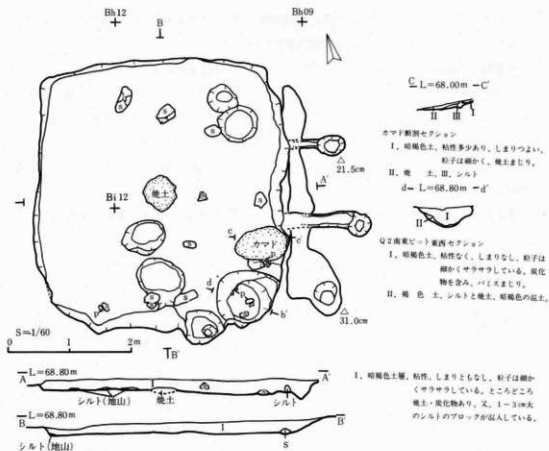 Bh12
Bh09
B
C L=68.00m C'
II III I
カマド断割セクション
I、暗褐色土、粘性多少あり、しまりつよい、
粒子は細かく、焼土まじり。
II、焼 土、III、シルト
d L=68.80m d'
I
II
Q2南東ピット東西セクション
I、暗褐色土、粘性なく、しまりなし、粒子は
細かくサラサラしている。炭化
物を含み、パミスまじり。
II、褐 色 土、シルトと焼土、暗褐色の混土。
S
S
S
21.5cm
A'
焼土
S
Bi12
S
カマド
c
c'
P
d
S
S
P
P
b'
31.0cm
S=1/60
0 1 2m
B'
A L=68.80m A'
シルト(地山)
焼土
シルト
B L=68.80m B'
I
シルト(地山)
S
I、暗褐色土層、粘性、しまりともなし、粒子は細か
くサラサラしている。ところどころ
焼土・炭化物あり、又、1~3cm大
のシルトのブロックが混入している。